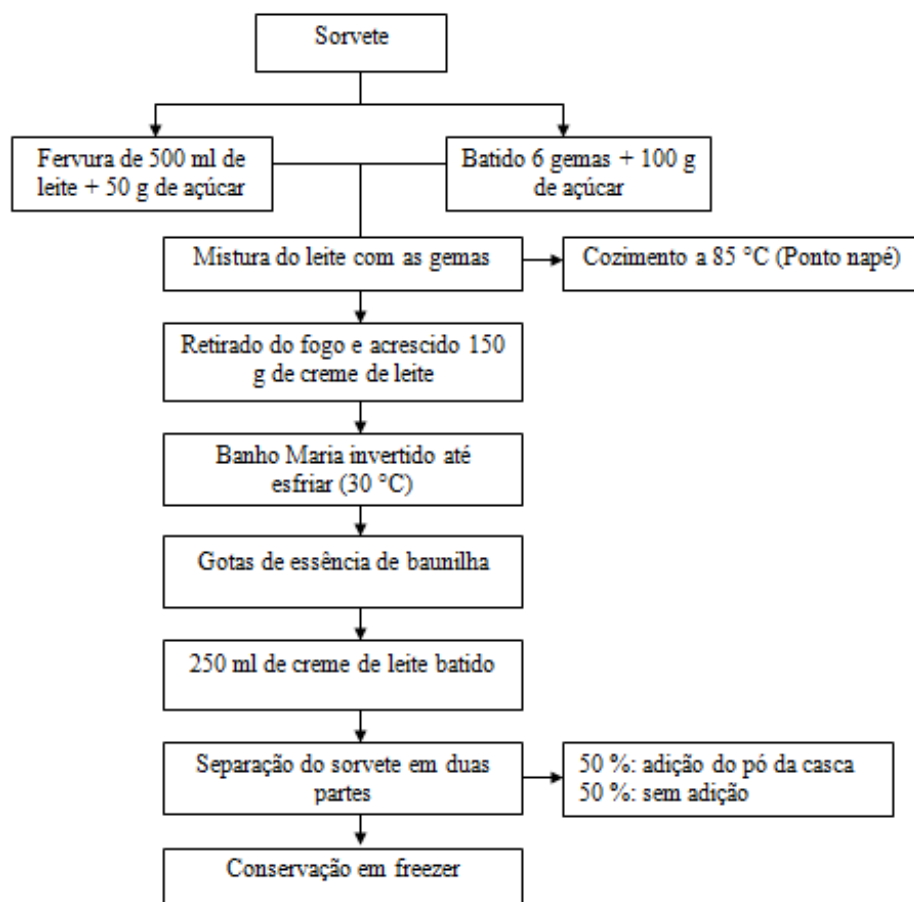 Sorvete
Fervura de 500 ml de
leite + 50 g de açúcar
Batido 6 gemas + 100 g
de açúcar
Mistura do leite com as gemas
Cozimento a 85 °C (Ponto napé)
Retirado do fogo e acrescido 150
g de creme de leite
Banho Maria invertido até
esfriar (30 °C)
Gotas de essência de baunilha
250 ml de creme de leite batido
Separação do sorvete em duas
partes
50 %: adição do pó da casca
50 %: sem adição
Conservação em freezer